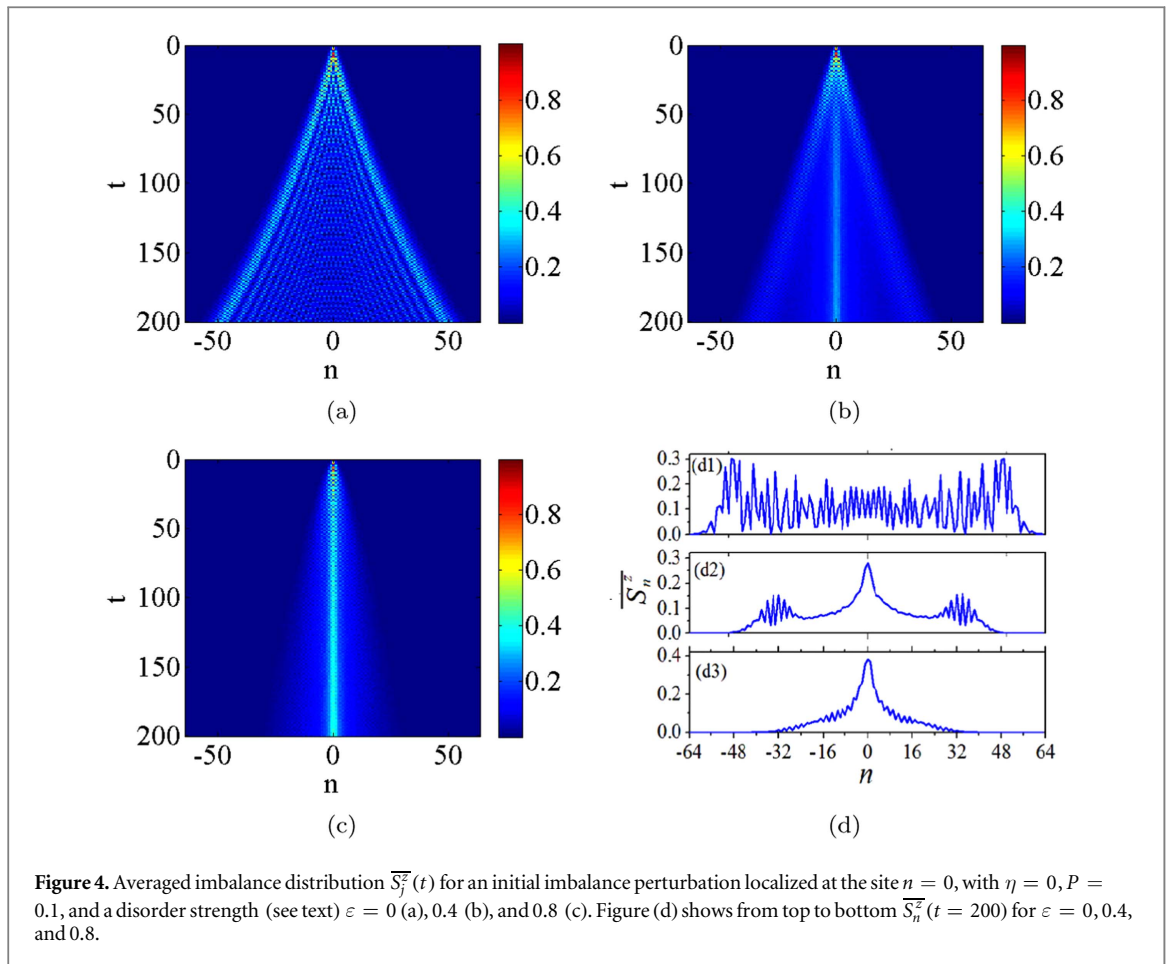 0
50
100
150
200
t
-50
0
50
n
0.8
0.6
0.4
0.2
(a)
0
50
100
150
200
t
-50
0
50
n
0.8
0.6
0.4
0.2
(b)
0
50
100
150
200
t
-50
0
50
n
0.8
0.6
0.4
0.2
(c)
0.3
0.2
0.1
0.0
(d1)
0.3
0.2
0.1
0.0
(d2)
0.4
0.2
0.0
(d3)
S_n^z
-64 -48 -32 -16 0 16 32 48 64
n
(d)
Figure 4. Averaged imbalance distribution \overline{S_j^z}(t) for an initial imbalance perturbation localized at the site n = 0, with η = 0, P =
0.1, and a disorder strength (see text) ε = 0 (a), 0.4 (b), and 0.8 (c). Figure (d) shows from top to bottom \overline{S_n^z}(t = 200) for ε = 0, 0.4,
and 0.8.